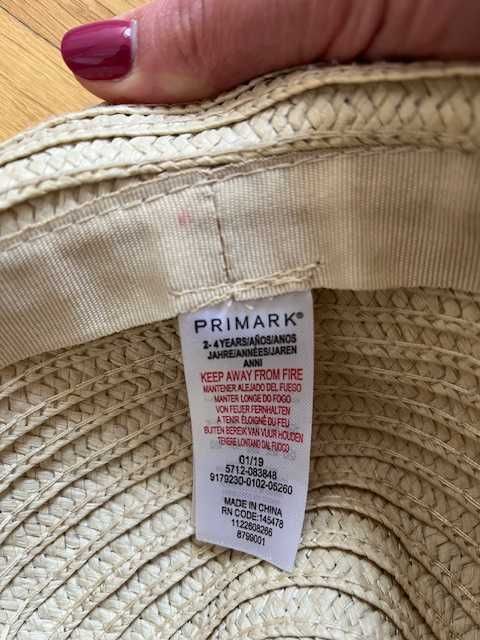 PRIMARK®
2-4 YEARS/AÑOS/ANOS
JAHRE/ANNÉES/JAREN
ANNI
KEEP AWAY FROM FIRE
MANTENER ALEJADO DEL FUEGO
MANTER LONGE DO FOGO
VON FEUER FERNHALTEN
A TENIR ÉLOIGNÉ DU FEU
BUITEN BEREIK VAN VUUR HOUDEN
TENERE LONTANO DAL FUOCO
01/19
5712-083848
9179230-0102-06260
MADE IN CHINA
RN CODE:145478
1122608266
8799001